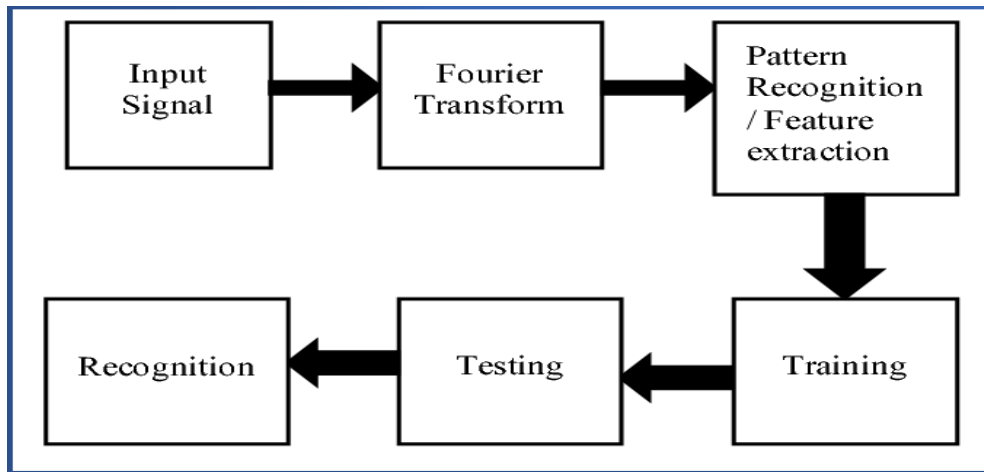 Input
Signal
Fourier
Transform
Pattern
Recognition
/ Feature
extraction
Recognition
Testing
Training